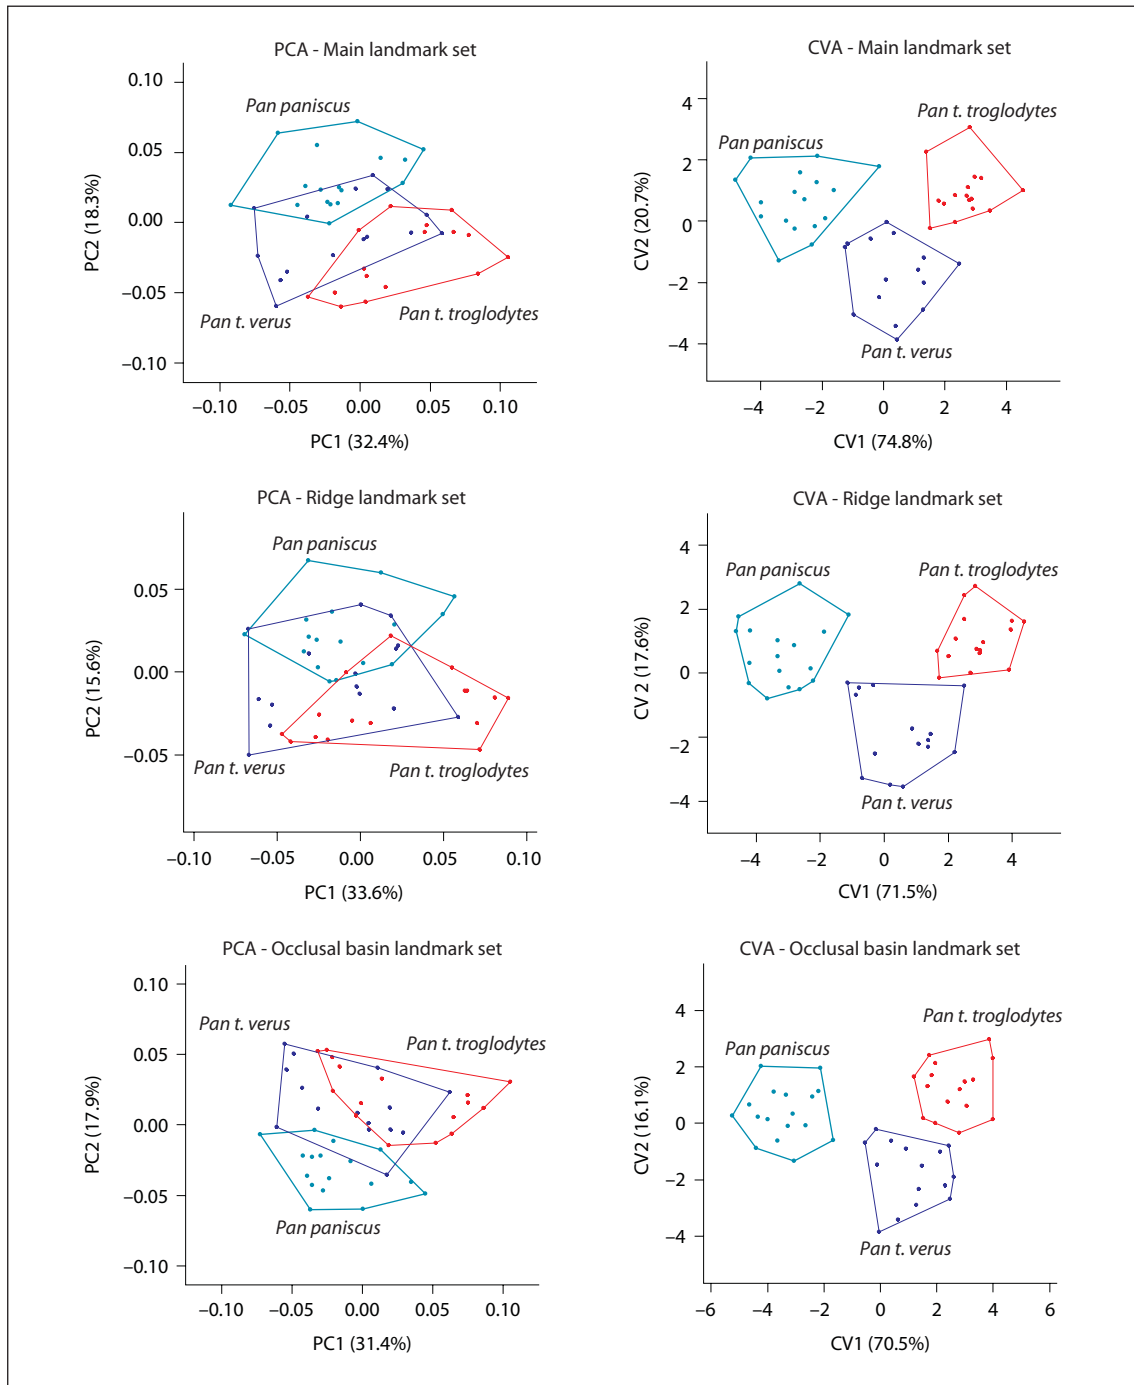 PCA - Main landmark set
0.10
0.05
0.00
−0.05
−0.10
PC2 (18.3%)
Pan paniscus
Pan t. verus
Pan t. troglodytes
−0.10 −0.05 0.00 0.05 0.10
PC1 (32.4%)
CVA - Main landmark set
4
2
0
−2
−4
CV2 (20.7%)
Pan paniscus
Pan t. troglodytes
Pan t. verus
−4 −2 0 2 4
CV1 (74.8%)
PCA - Ridge landmark set
0.05
0.00
−0.05
PC2 (15.6%)
Pan paniscus
Pan t. verus
Pan t. troglodytes
−0.10 −0.05 0.00 0.05 0.10
PC1 (33.6%)
CVA - Ridge landmark set
4
2
0
−2
−4
CV 2 (17.6%)
Pan paniscus
Pan t. troglodytes
Pan t. verus
−4 −2 0 2 4
CV1 (71.5%)
PCA - Occlusal basin landmark set
0.10
0.05
0.00
−0.05
−0.10
PC2 (17.9%)
Pan t. verus
Pan t. troglodytes
Pan paniscus
−0.10 −0.05 0.00 0.05 0.10
PC1 (31.4%)
CVA - Occlusal basin landmark set
4
2
0
−2
−4
CV2 (16.1%)
Pan paniscus
Pan t. troglodytes
Pan t. verus
−6 −4 −2 0 2 4 6
CV1 (70.5%)